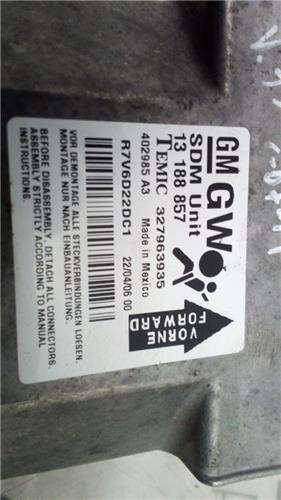 GM GW
SDM Unit
13 188 857
TEMIC 327963935
402985 A3 Made in Mexico
R7V6D22DC1 22/04/06 00
VORNE
FORWARD
VOR DEMONTAGE ALLE STECKVERBINDUNGEN LOESEN.
MONTAGE NUR NACH EINBAUANLEITUNG.
BEFORE DISASSEMBLY, DETACH ALL CONNECTORS.
ASSEMBLY STRICTLY ACCORDING TO MANUAL
INSTRUCTIONS.